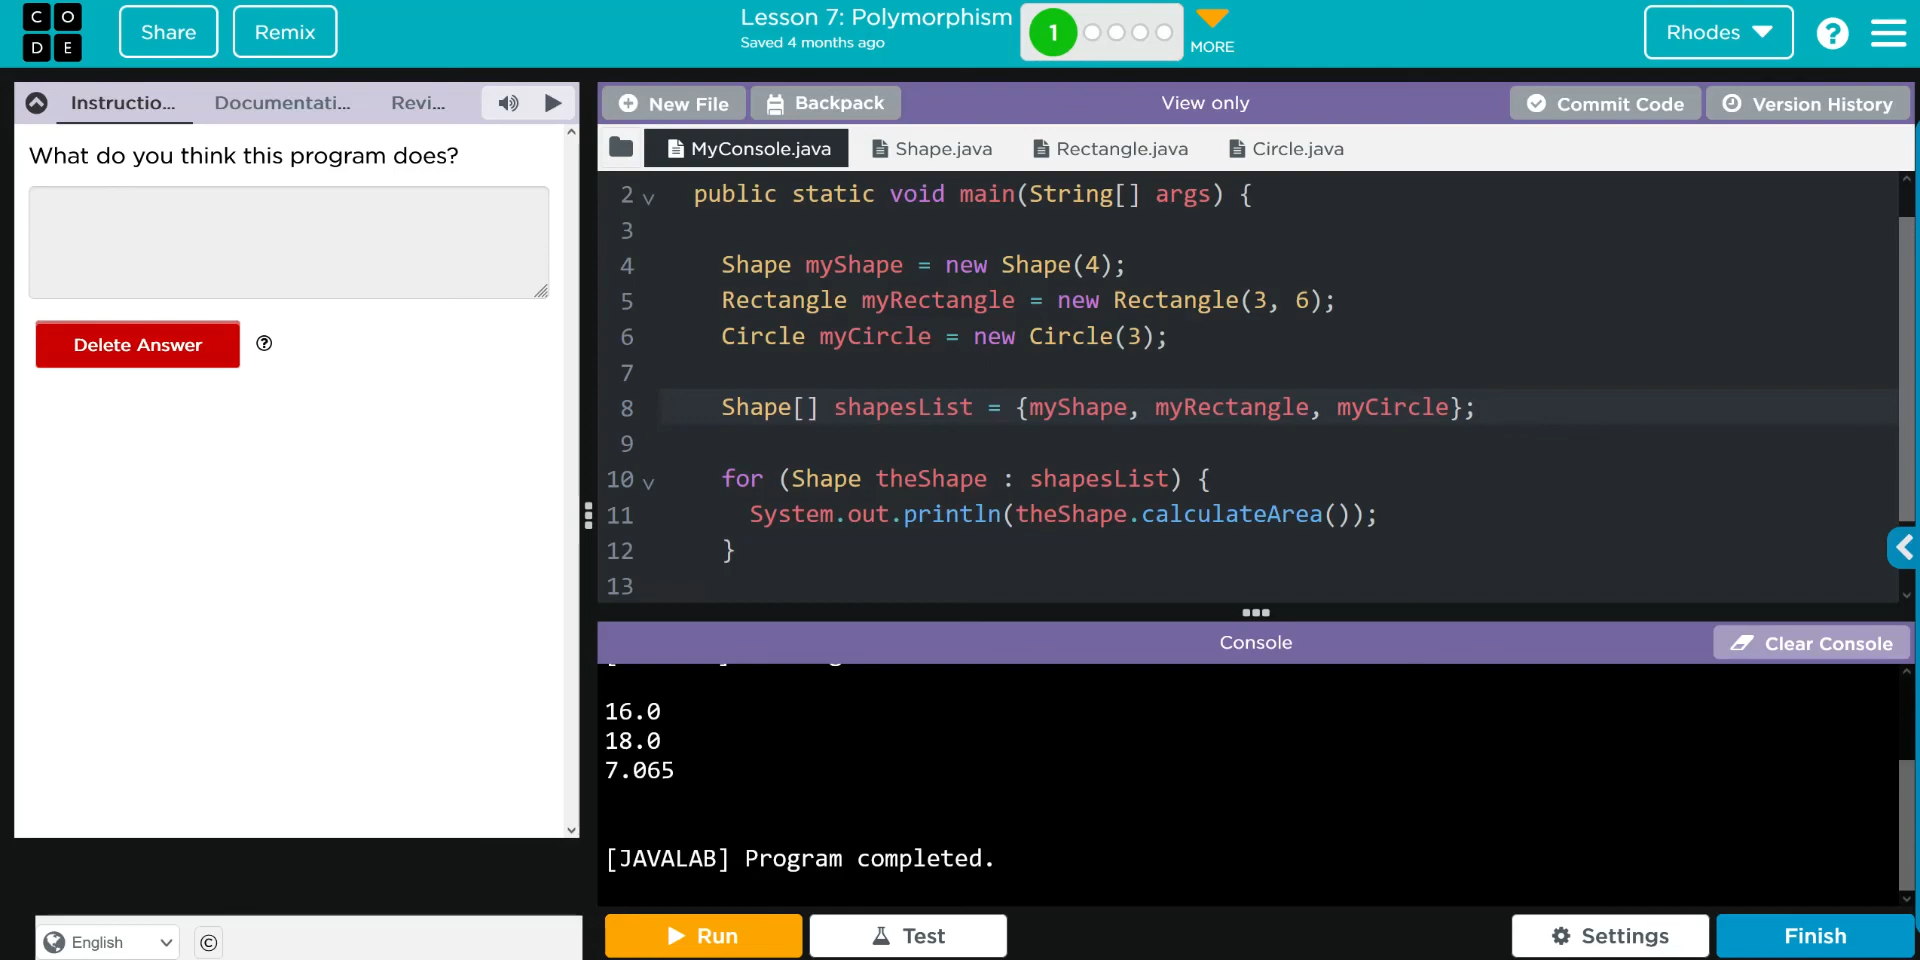 C O
D E
Share
Remix
Lesson 7: Polymorphism
Saved 4 months ago
1
MORE
Rhodes
?
Instructio...
Documentati...
Revi...
New File
Backpack
View only
Commit Code
Version History
MyConsole.java
Shape.java
Rectangle.java
Circle.java
What do you think this program does?
Delete Answer
?
2 public static void main(String[] args) {
3
4 Shape myShape = new Shape(4);
5 Rectangle myRectangle = new Rectangle(3, 6);
6 Circle myCircle = new Circle(3);
7
8 Shape[] shapesList = {myShape, myRectangle, myCircle};
9
10 for (Shape theShape : shapesList) {
11 System.out.println(theShape.calculateArea());
12 }
13
Console
Clear Console
16.0
18.0
7.065
[JAVALAB] Program completed.
English
©
Run
Test
Settings
Finish